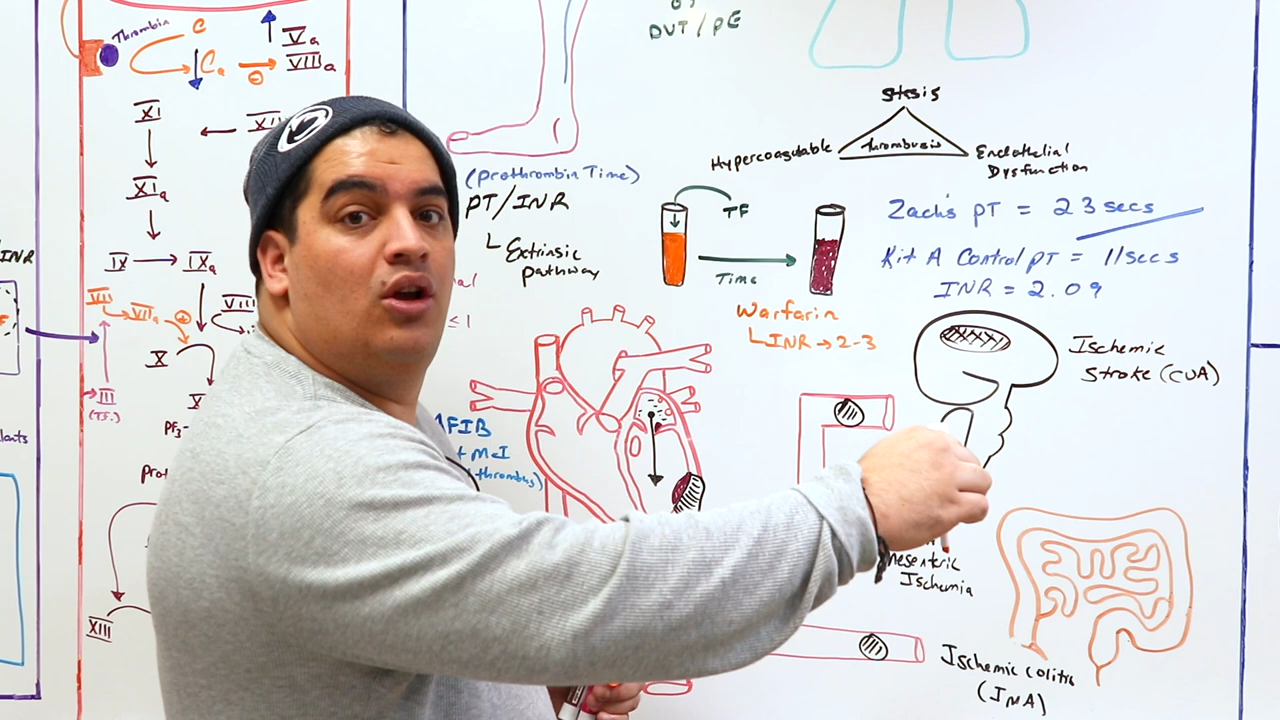 Thrombin
C
Ca
Va
VIIIa
XI
XIa
IX
IXa
VII
VIIa
VIII
X
X
III
(T.F.)
PF3-
Prot
XIII
INR
lants
DVT/PE
(Prothrombin Time)
PT/INR
Extrinsic
pathway
≤ 1
AFIB
+ MI
thrombus)
stasis
Hypercoagulable
Thrombosis
Endothelial
Dysfunction
TF
Time
Zach's PT = 23 secs
Kit A Control PT = 11 secs
INR = 2.09
Warfarin
INR → 2-3
Ischemic
Stroke (CVA)
Mesenteric
Ischemia
Ischemic colitis
(IMA)